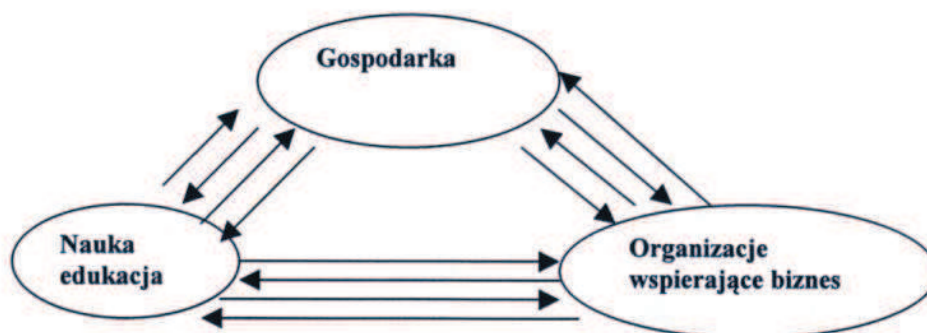 Gospodarka
Nauka
edukacja
Organizacje
wspierające biznes